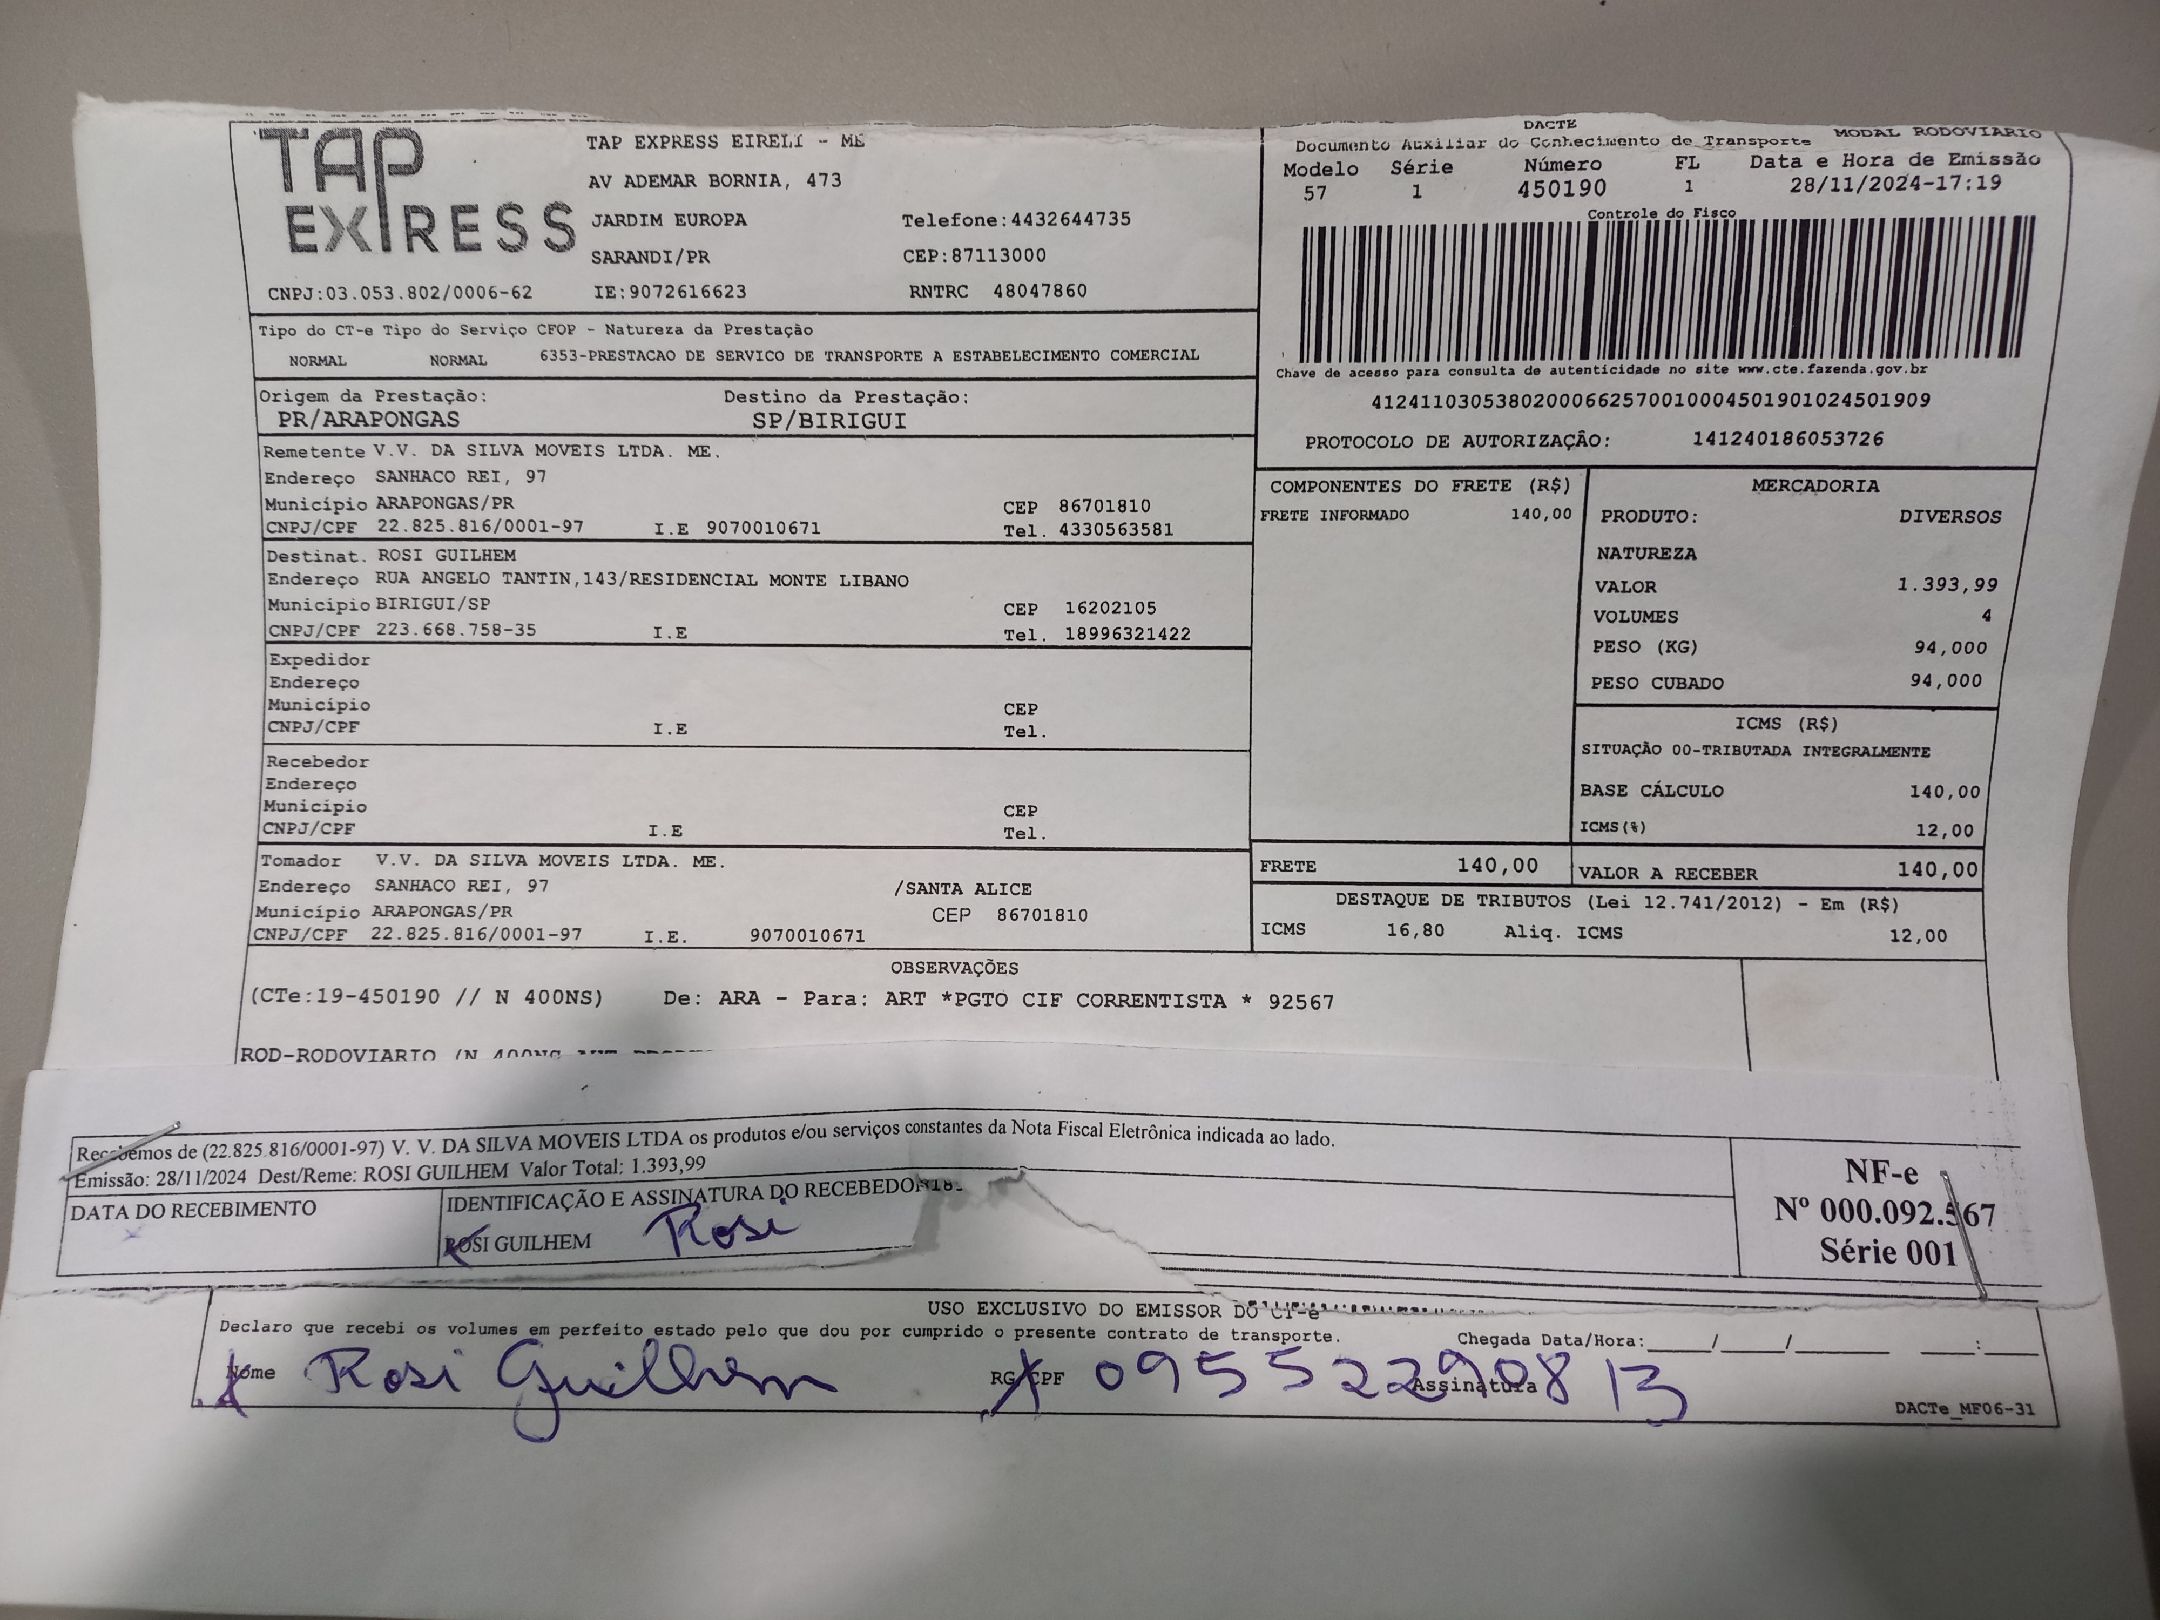 TAP EXPRESS
TAP EXPRESS EIRELI - ME
AV ADEMAR BORNIA, 473
JARDIM EUROPA Telefone:4432644735
SARANDI/PR CEP:87113000
CNPJ:03.053.802/0006-62 IE:9072616623 RNTRC 48047860
DACTE
Documento Auxiliar do Conhecimento de Transporte MODAL RODOVIARIO
Modelo Série Número FL Data e Hora de Emissão
57 1 450190 1 28/11/2024-17:19
Controle do Fisco
Chave de acesso para consulta de autenticidade no site www.cte.fazenda.gov.br
41241103053802000662570010004501901024501909
PROTOCOLO DE AUTORIZAÇÃO: 141240186053726
Tipo do CT-e Tipo do Serviço CFOP - Natureza da Prestação
NORMAL NORMAL 6353-PRESTACAO DE SERVICO DE TRANSPORTE A ESTABELECIMENTO COMERCIAL
Origem da Prestação: Destino da Prestação:
PR/ARAPONGAS SP/BIRIGUI
Remetente V.V. DA SILVA MOVEIS LTDA. ME.
Endereço SANHACO REI, 97
Município ARAPONGAS/PR CEP 86701810
CNPJ/CPF 22.825.816/0001-97 I.E 9070010671 Tel. 4330563581
Destinat. ROSI GUILHEM
Endereço RUA ANGELO TANTIN,143/RESIDENCIAL MONTE LIBANO
Município BIRIGUI/SP CEP 16202105
CNPJ/CPF 223.668.758-35 I.E Tel. 18996321422
Expedidor
Endereço
Município CEP
CNPJ/CPF I.E Tel.
Recebedor
Endereço
Município CEP
CNPJ/CPF I.E Tel.
Tomador V.V. DA SILVA MOVEIS LTDA. ME.
Endereço SANHACO REI, 97 /SANTA ALICE
Município ARAPONGAS/PR CEP 86701810
CNPJ/CPF 22.825.816/0001-97 I.E. 9070010671
COMPONENTES DO FRETE (R$)
FRETE INFORMADO 140,00
MERCADORIA
PRODUTO: DIVERSOS
NATUREZA
VALOR 1.393,99
VOLUMES 4
PESO (KG) 94,000
PESO CUBADO 94,000
ICMS (R$)
SITUAÇÃO 00-TRIBUTADA INTEGRALMENTE
BASE CÁLCULO 140,00
ICMS(%) 12,00
FRETE 140,00 VALOR A RECEBER 140,00
DESTAQUE DE TRIBUTOS (Lei 12.741/2012) - Em (R$)
ICMS 16,80 Aliq. ICMS 12,00
OBSERVAÇÕES
(CTe:19-450190 // N 400NS) De: ARA - Para: ART *PGTO CIF CORRENTISTA * 92567
ROD-RODOVIARIO (N 400NS
Recebemos de (22.825.816/0001-97) V. V. DA SILVA MOVEIS LTDA os produtos e/ou serviços constantes da Nota Fiscal Eletrônica indicada ao lado.
Emissão: 28/11/2024 Dest/Reme: ROSI GUILHEM Valor Total: 1.393,99
DATA DO RECEBIMENTO
IDENTIFICAÇÃO E ASSINATURA DO RECEBEDOR
ROSI GUILHEM Rosi
NF-e
Nº 000.092.567
Série 001
USO EXCLUSIVO DO EMISSOR DO CT-e
Declaro que recebi os volumes em perfeito estado pelo que dou por cumprido o presente contrato de transporte. Chegada Data/Hora:____/____/______ ___:___
Nome Rosi Guilhem RG/CPF 09552290813 Assinatura
DACTe_MF06-31